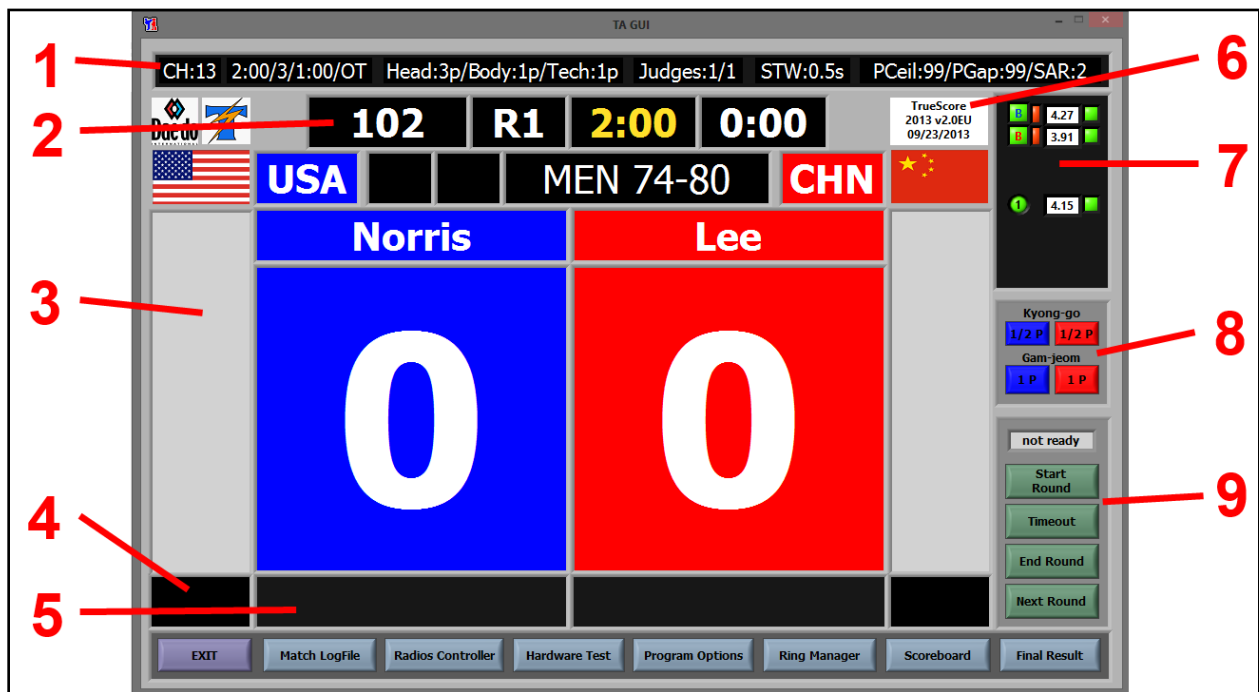 TA GUI
1
CH:13 2:00/3/1:00/OT Head:3p/Body:1p/Tech:1p Judges:1/1 STW:0.5s PCeil:99/PGap:99/SAR:2
6
2
Dae do
INTERNATIONAL
T
102 R1 2:00 0:00
TrueScore
2013 v2.0EU
09/23/2013
B 4.27
B 3.91
7
1 4.15
USA MEN 74-80 CHN
Norris Lee
3
0 0
Kyong-go
1/2 P 1/2 P
8
Gam-jeom
1 P 1 P
not ready
Start
Round
9
Timeout
End Round
Next Round
4
5
EXIT Match LogFile Radios Controller Hardware Test Program Options Ring Manager Scoreboard Final Result